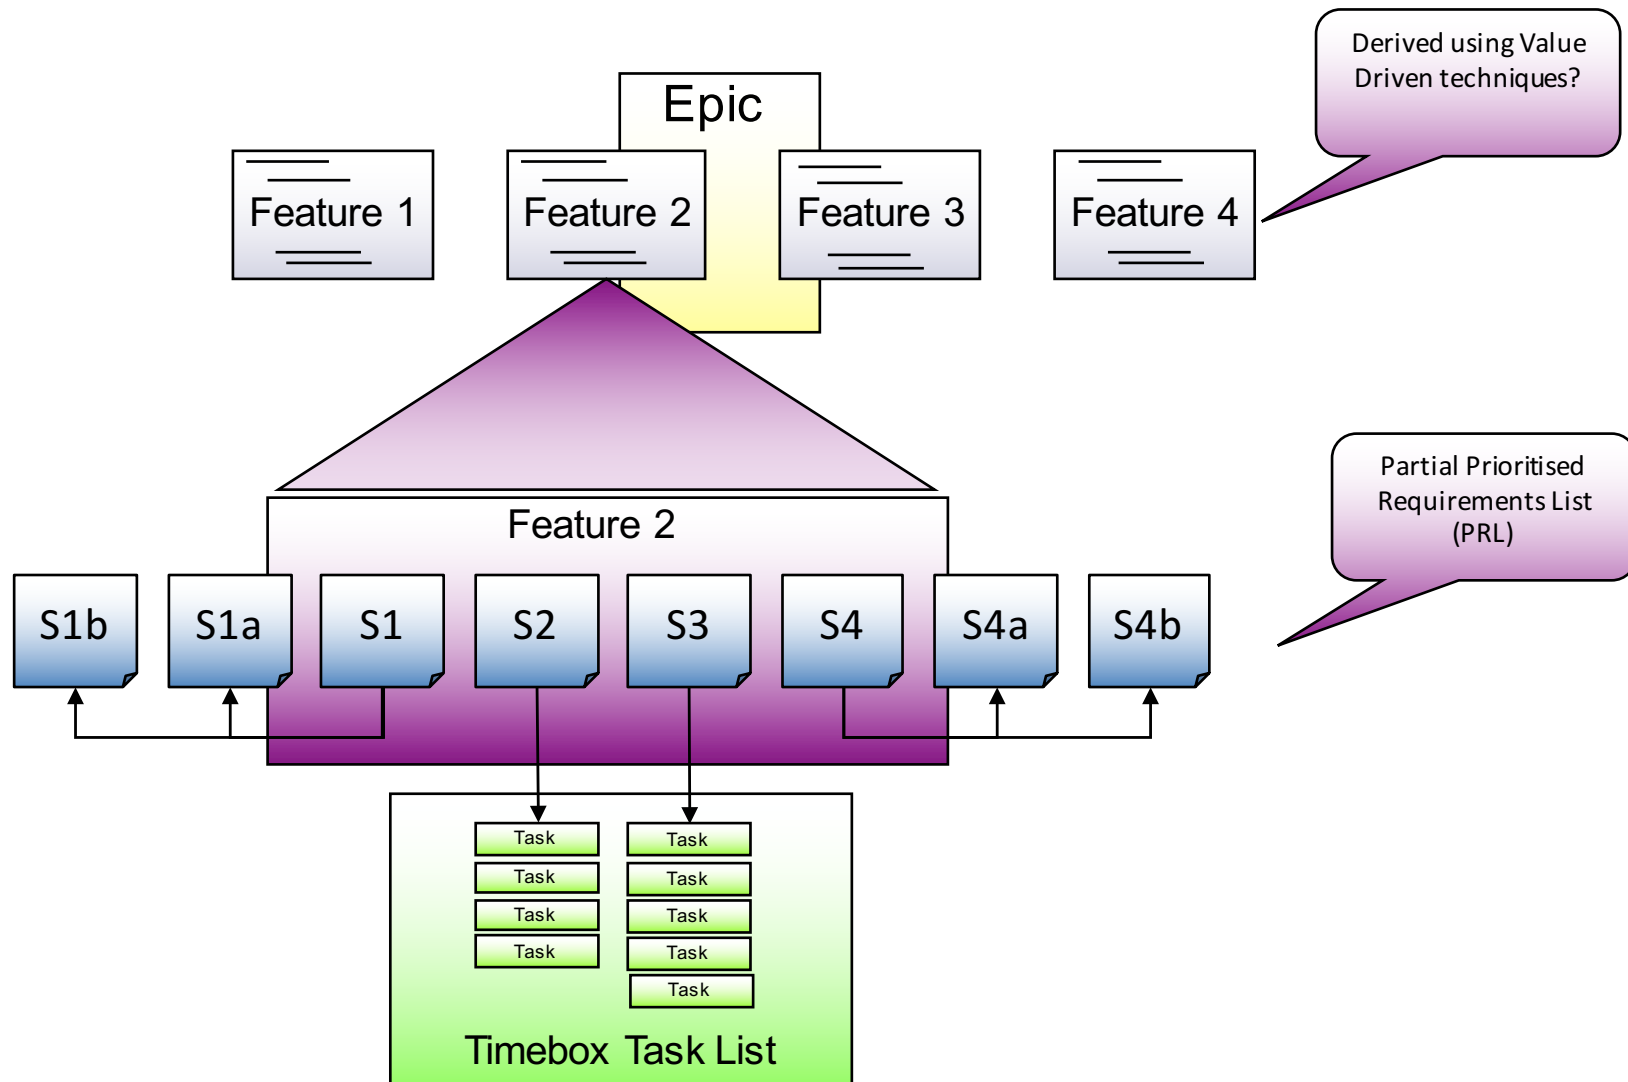 Derived using Value
Driven techniques?
Epic
Feature 1
Feature 2
Feature 3
Feature 4
Partial Prioritised
Requirements List
(PRL)
Feature 2
S1b
S1a
S1
S2
S3
S4
S4a
S4b
Task
Task
Task
Task
Task
Task
Task
Task
Task
Timebox Task List